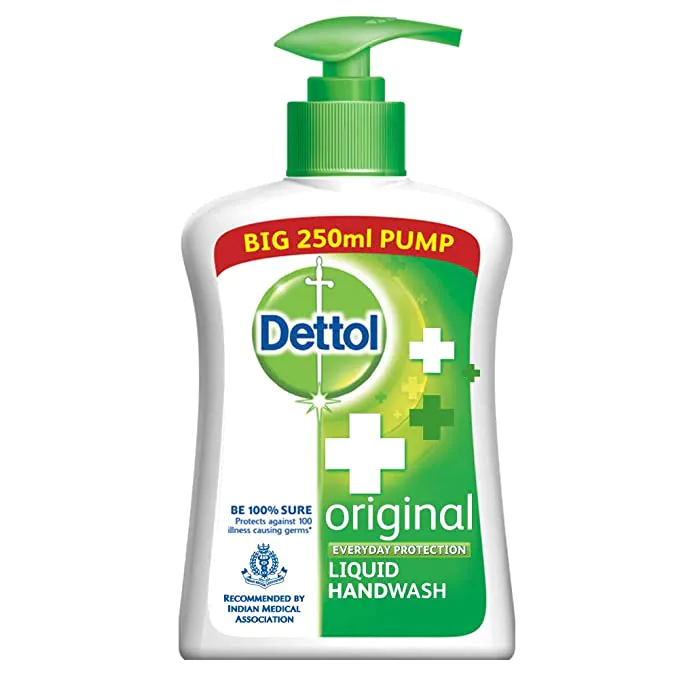 BIG 250ml PUMP
Dettol
BE 100% SURE
Protects against 100
illness causing germs*
RECOMMENDED BY
INDIAN MEDICAL
ASSOCIATION
original
EVERYDAY PROTECTION
LIQUID
HANDWASH